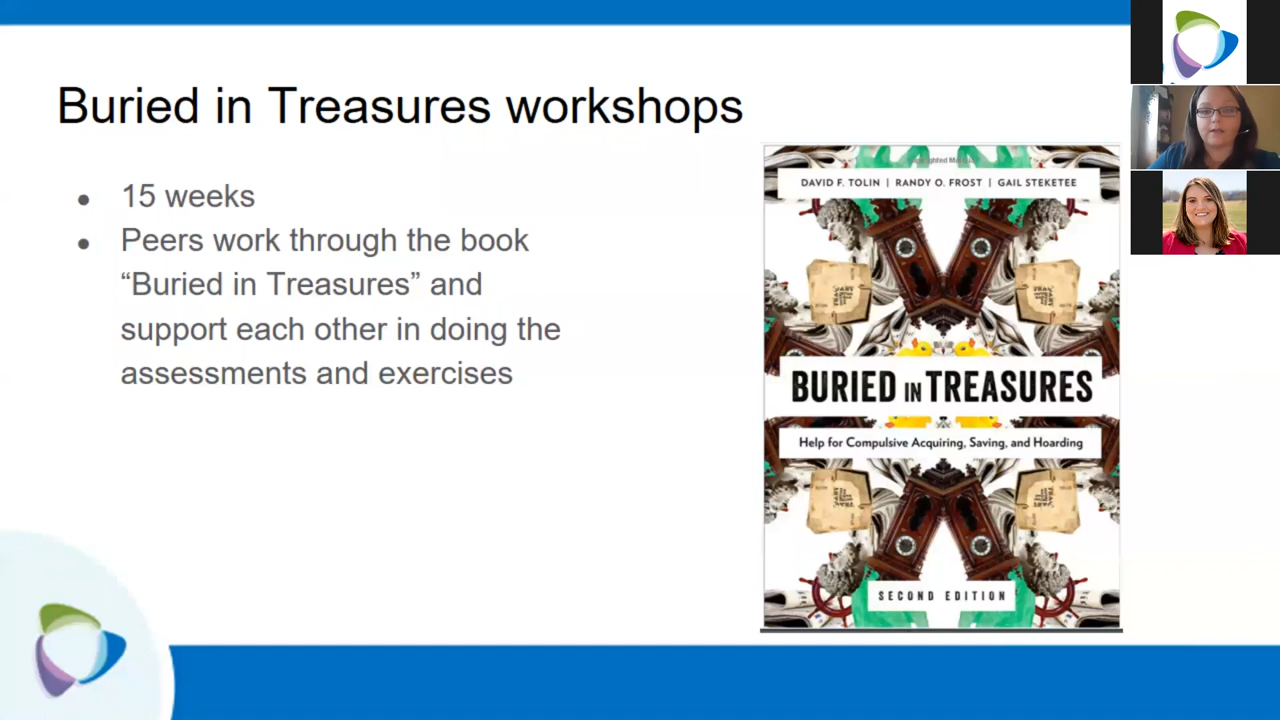 Buried in Treasures workshops
● 15 weeks
● Peers work through the book
“Buried in Treasures” and
support each other in doing the
assessments and exercises
DAVID F. TOLIN | RANDY O. FROST | GAIL STEKETEE
BURIED IN TREASURES
Help for Compulsive Acquiring, Saving, and Hoarding
SECOND EDITION